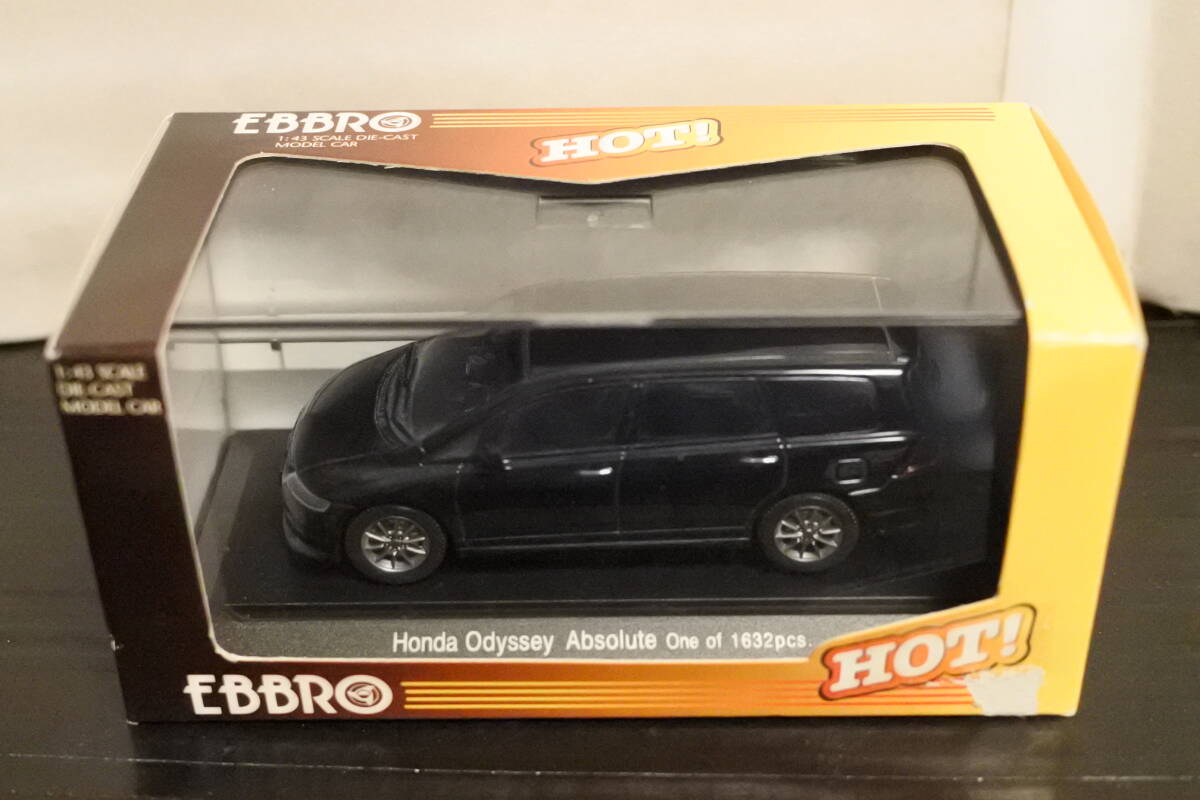 EBBRO
1:43 SCALE DIE-CAST
MODEL CAR
HOT!
1:43 SCALE
DIE-CAST
MODEL CAR
Honda Odyssey Absolute One of 1632pcs.
EBBRO
HOT!